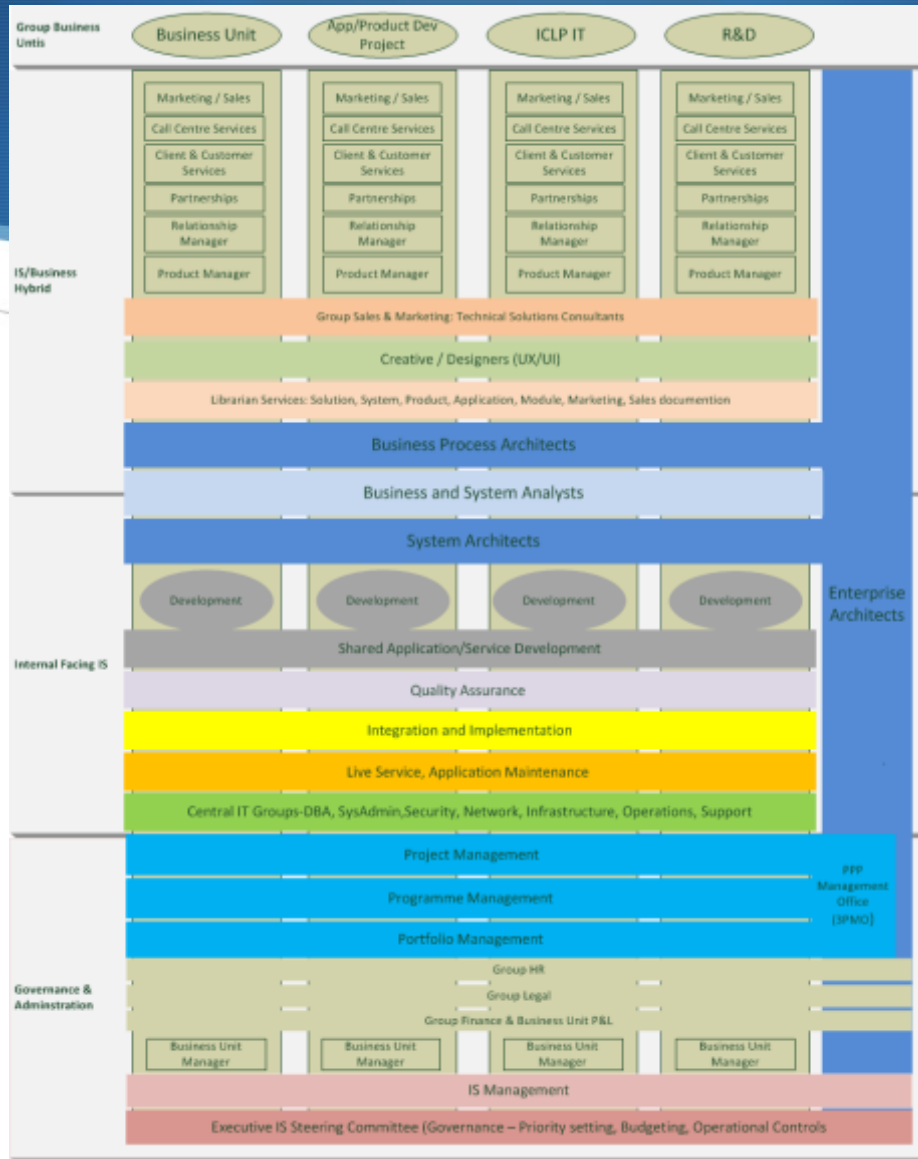 Group Business
Untis
Business Unit
App/Product Dev
Project
ICLP IT
R&D
IS/Business
Hybrid
Marketing / Sales
Marketing / Sales
Marketing / Sales
Marketing / Sales
Call Centre Services
Call Centre Services
Call Centre Services
Call Centre Services
Client & Customer
Services
Client & Customer
Services
Client & Customer
Services
Client & Customer
Services
Partnerships
Partnerships
Partnerships
Partnerships
Relationship
Manager
Relationship
Manager
Relationship
Manager
Relationship
Manager
Product Manager
Product Manager
Product Manager
Product Manager
Group Sales & Marketing: Technical Solutions Consultants
Creative / Designers (UX/UI)
Librarian Services: Solution, System, Product, Application, Module, Marketing, Sales documention
Business Process Architects
Business and System Analysts
System Architects
Enterprise
Architects
Internal Facing IS
Development
Development
Development
Development
Shared Application/Service Development
Quality Assurance
Integration and Implementation
Live Service, Application Maintenance
Central IT Groups-DBA, SysAdmin,Security, Network, Infrastructure, Operations, Support
Governance &
Adminstration
Project Management
Programme Management
Portfolio Management
PPP
Management
Office
(3PMO)
Group HR
Group Legal
Group Finance & Business Unit P&L
Business Unit
Manager
Business Unit
Manager
Business Unit
Manager
Business Unit
Manager
IS Management
Executive IS Steering Committee (Governance – Priority setting, Budgeting, Operational Controls